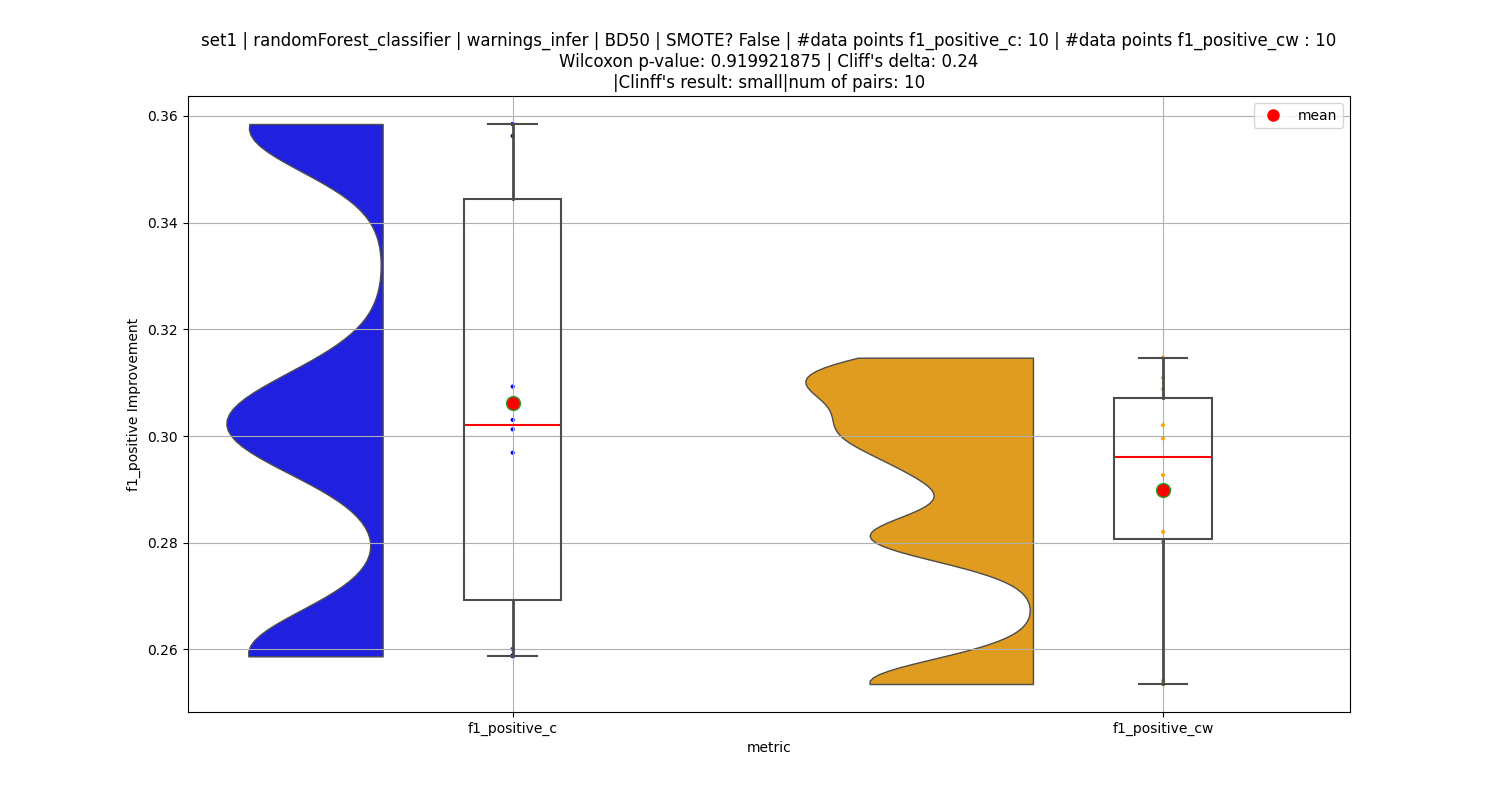 set1 | randomForest_classifier | warnings_infer | BD50 | SMOTE? False | #data points f1_positive_c: 10 | #data points f1_positive_cw : 10
Wilcoxon p-value: 0.919921875 | Cliff's delta: 0.24
|Clinff's result: small|num of pairs: 10
mean
0.36
0.34
0.32
0.30
0.28
0.26
f1_positive Improvement
f1_positive_c
f1_positive_cw
metric